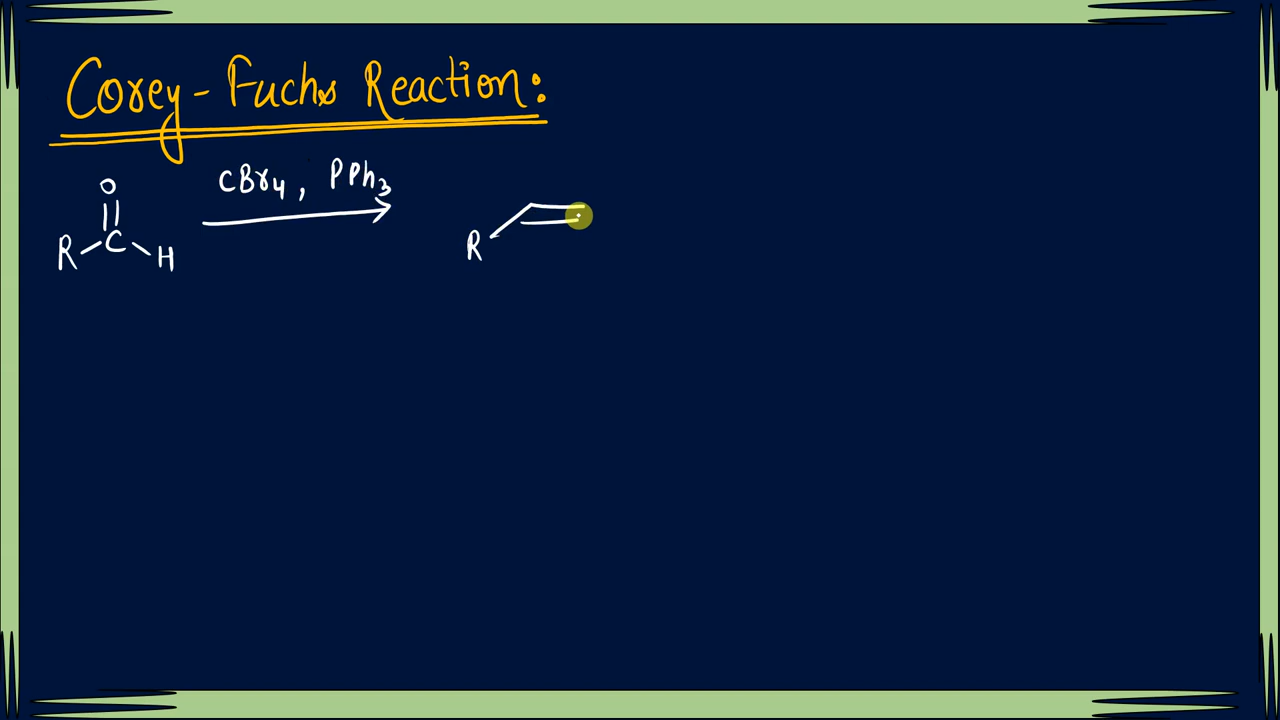 Corey-Fuchs Reaction:
CBr4, PPh3
O
||
R-C-H
R